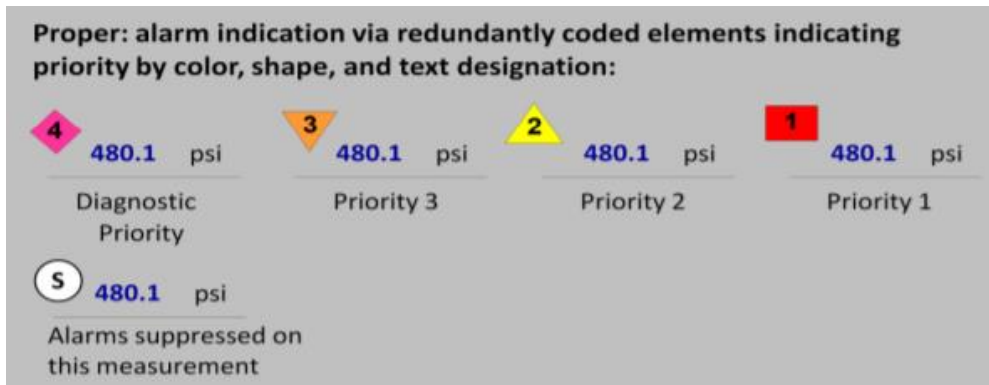 Proper: alarm indication via redundantly coded elements indicating
priority by color, shape, and text designation:
4 480.1 psi
Diagnostic
Priority
3 480.1 psi
Priority 3
2 480.1 psi
Priority 2
1 480.1 psi
Priority 1
S 480.1 psi
Alarms suppressed on
this measurement